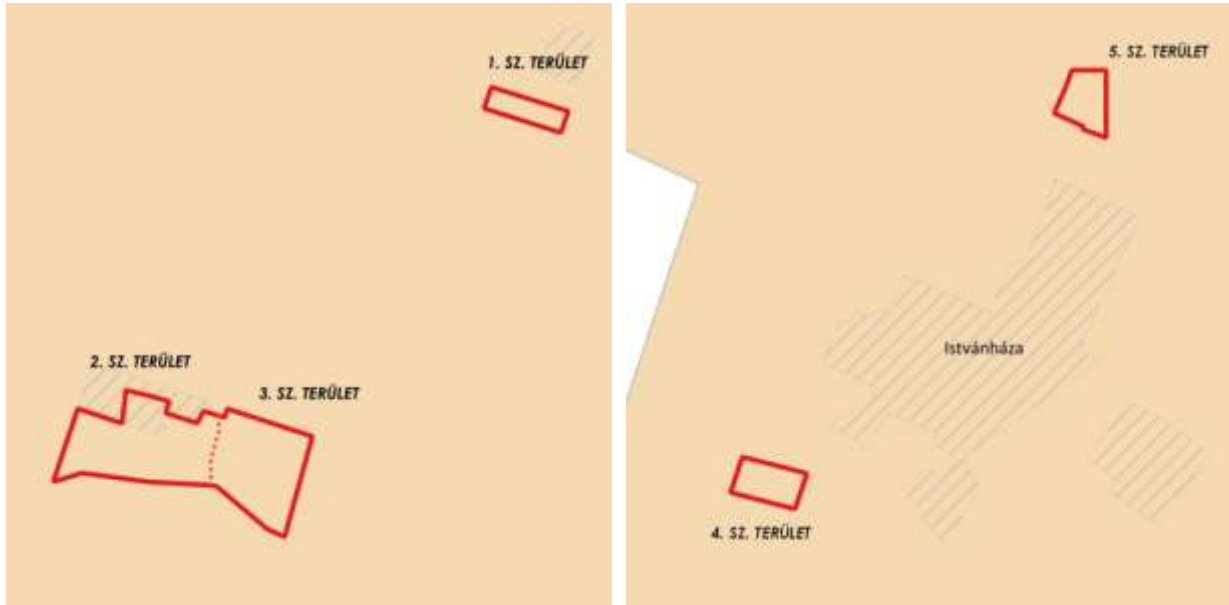 1. SZ. TERÜLET
2. SZ. TERÜLET
3. SZ. TERÜLET
5. SZ. TERÜLET
Istvánháza
4. SZ. TERÜLET